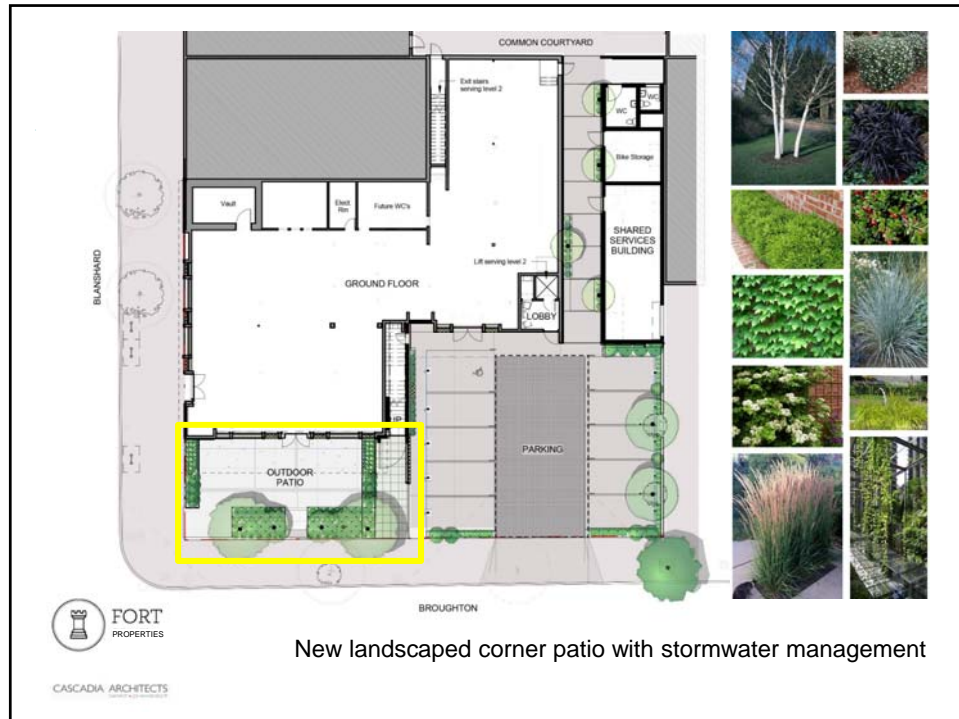 COMMON COURTYARD
Exit stairs
serving level 2
WC
WC
Bike Storage
Vault
Elect.
Rm
Future WC's
SHARED
SERVICES
BUILDING
Lift serving level 2
BLANSHARD
GROUND FLOOR
LOBBY
UP
PARKING
OUTDOOR
PATIO
BROUGHTON
FORT
PROPERTIES
New landscaped corner patio with stormwater management
CASCADIA ARCHITECTS